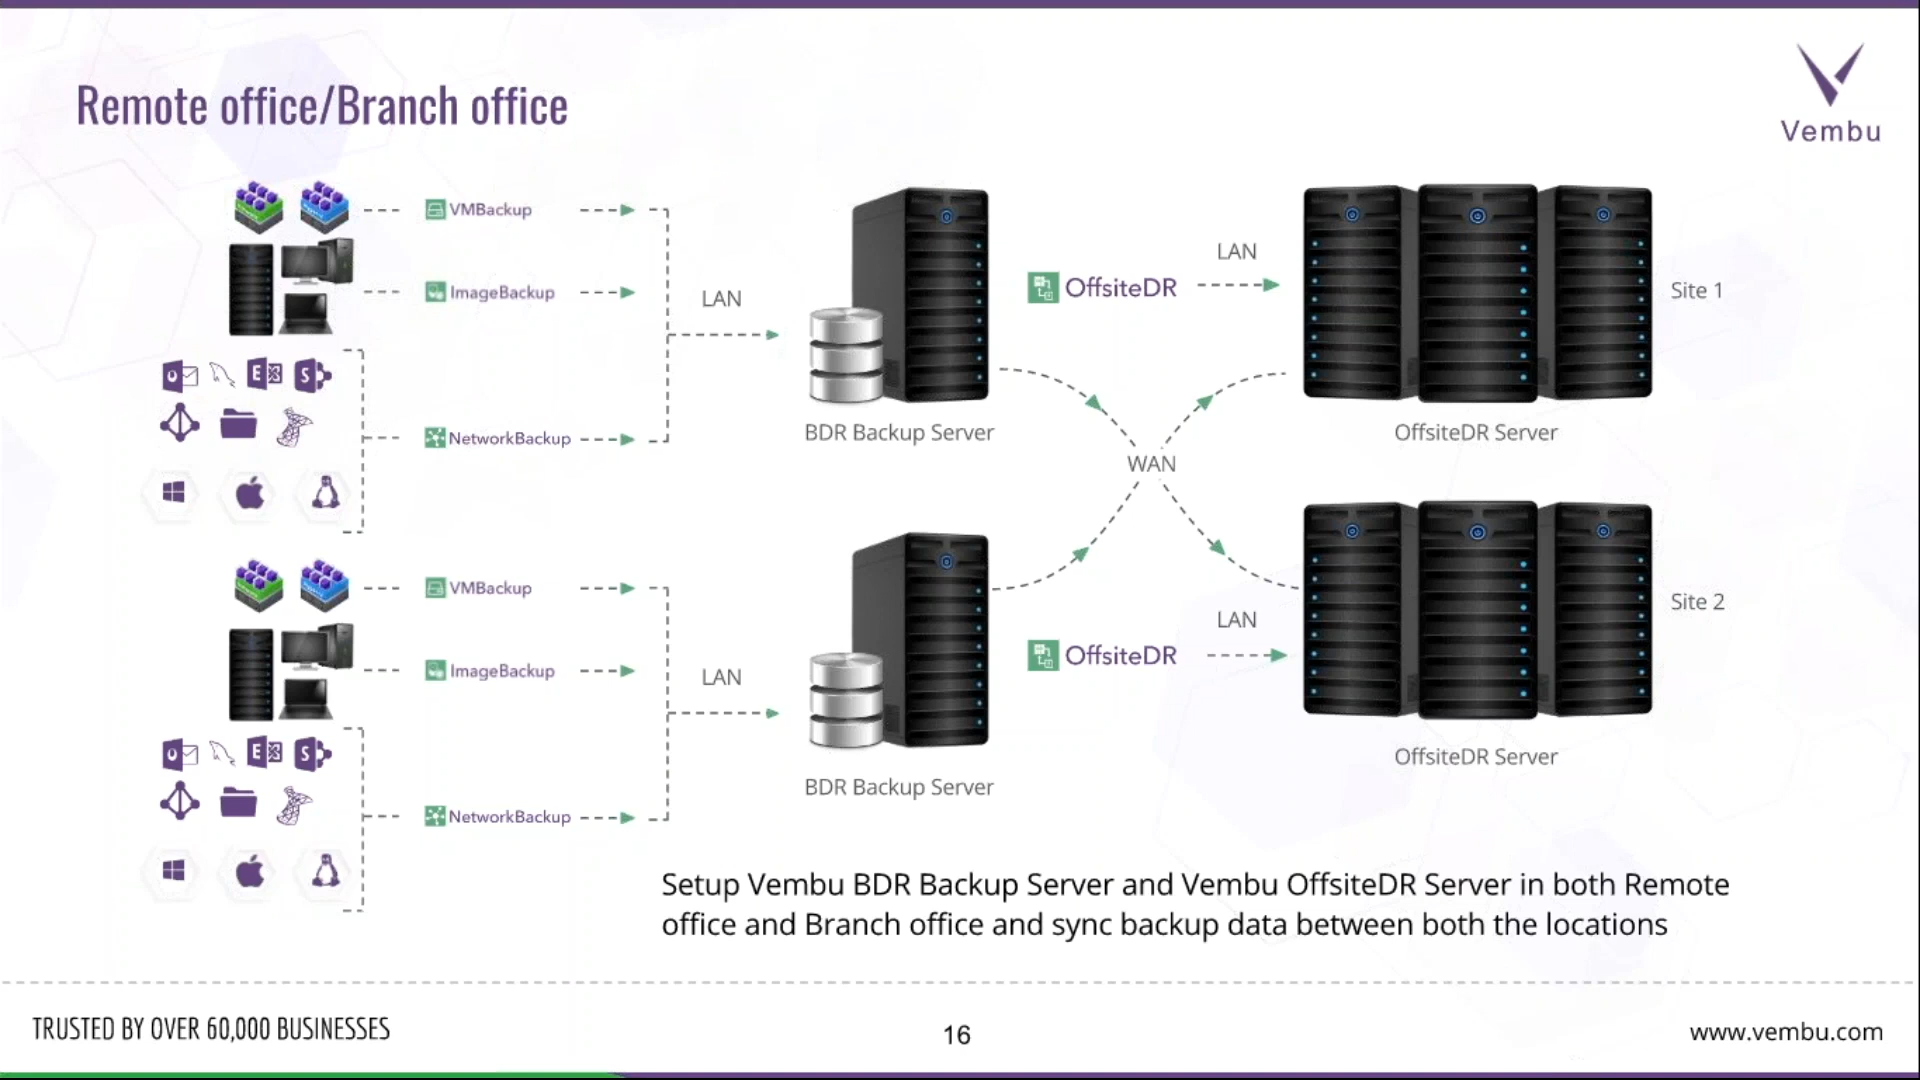 Remote office/Branch office
Vembu
VMBackup
ImageBackup
NetworkBackup
LAN
BDR Backup Server
OffsiteDR
LAN
Site 1
OffsiteDR Server
WAN
VMBackup
ImageBackup
NetworkBackup
LAN
BDR Backup Server
OffsiteDR
LAN
Site 2
OffsiteDR Server
Setup Vembu BDR Backup Server and Vembu OffsiteDR Server in both Remote
office and Branch office and sync backup data between both the locations
TRUSTED BY OVER 60,000 BUSINESSES
16
www.vembu.com